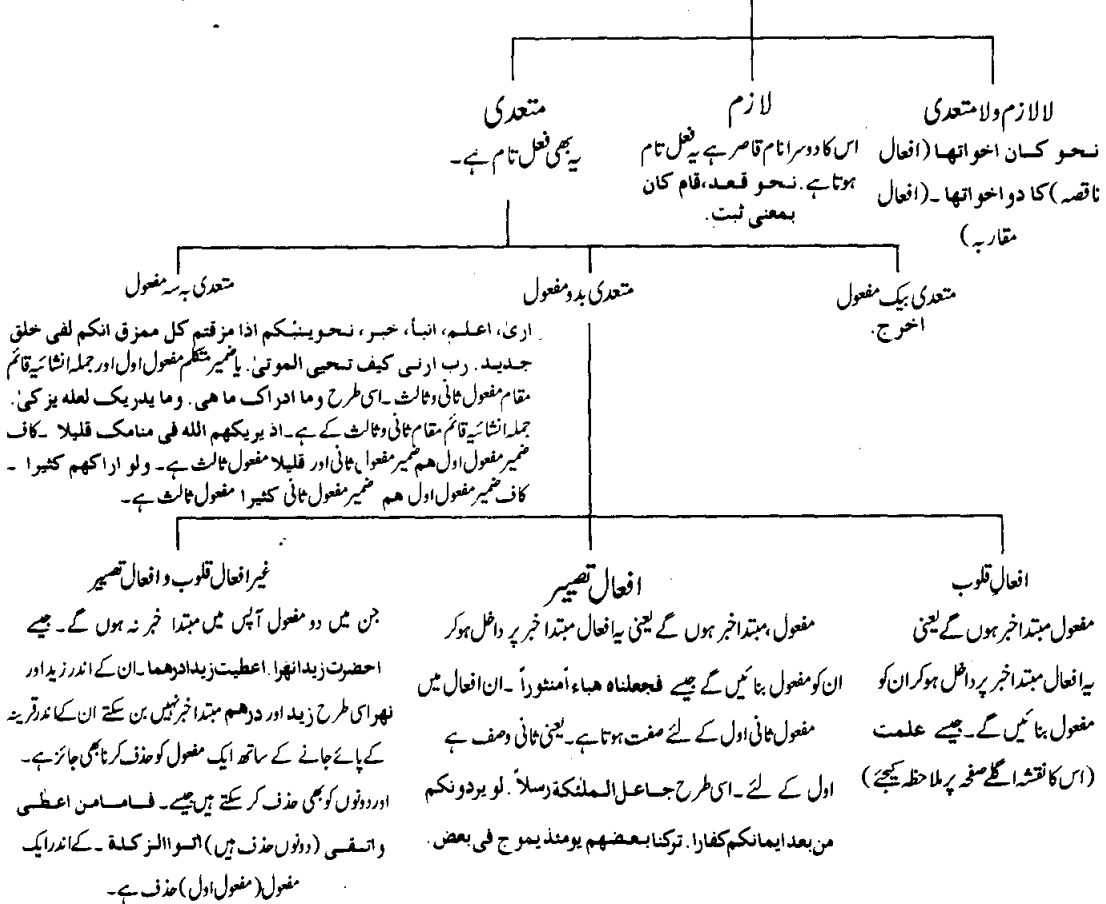 لا لازم ولا متعدی
نحو کان اخواتھا (افعال
ناقصہ) کا دو اخواتھا ۔(افعال
مقاربہ)
لازم
اس کا دوسرا نام قاصر ہے یہ فعل تام
ہوتا ہے۔ نحو قعد، قام کان
بمعنی ثبت.
متعدی
یہ بھی فعل تام ہے۔
متعدی بیک مفعول
اخرج.
متعدی بدو مفعول
متعدی بہ سہ مفعول
اریٰ، اعلم، انبأ، خبر، نحو ینبئکم اذا مزقتم کل ممزق انکم لفی خلق
جدید. رب ارنی کیف تحیی الموتیٰ. یا ضمیر متکلم مفعول اول اور جملہ انشائیہ قائم
مقام مفعول ثانی وثالث ۔اسی طرح وما ادراک ما ھی. وما یدریک لعلہ یزکیٰ.
جملہ انشائیہ قائم مقام ثانی وثالث کے ہے۔ اذ یریکھم اللہ فی منامک قلیلا ۔ کاف
ضمیر مفعول اول ھم ضمیر مفعول ثانی اور قلیلا مفعول ثالث ہے۔ ولو اراکھم کثیرا ۔
کاف ضمیر مفعول اول ھم ضمیر مفعول ثانی کثیرا مفعول ثالث ہے۔
افعالِ قلوب
مفعول مبتدا خبر ہوں گے یعنی
یہ افعال مبتدا خبر پر داخل ہوکر ان کو
مفعول بنائیں گے۔ جیسے علمت
(اس کا نقشہ اگلے صفحہ پر ملاحظہ کیجئے)
افعال تصییر
مفعول، مبتدا خبر ہوں گے یعنی یہ افعال مبتدا خبر پر داخل ہوکر
ان کو مفعول بنائیں گے جیسے فجعلناہ ھباءاً منثوراً ۔ ان افعال میں
مفعول ثانی اول کے لئے صفت ہوتا ہے۔ یعنی ثانی وصف ہے
اول کے لئے ۔ اسی طرح جاعل الملئکة رسلاً. لو یردونکم
من بعد ایمانکم کفارا. ترکنا بعضھم یومئذ یموج فی بعض.
غیر افعال قلوب و افعال تصییر
جن میں دو مفعول آپس میں مبتدا خبر نہ ہوں گے۔ جیسے
احضرت زیدا نھرا. اعطیت زیدا درھما ۔ ان کے اندر زید اور
نھر اسی طرح زید اور درھم مبتدا خبر نہیں بن سکتے ان کے اندر قرینہ
کے پائے جانے کے ساتھ ایک مفعول کو حذف کرنا بھی جائز ہے۔
اور دونوں کو بھی حذف کر سکتے ہیں جیسے۔ فاما من اعطی
واتقی (دونوں حذف ہیں) اتوا الزکٰة ۔ کے اندر ایک
مفعول (مفعول اول) حذف ہے۔